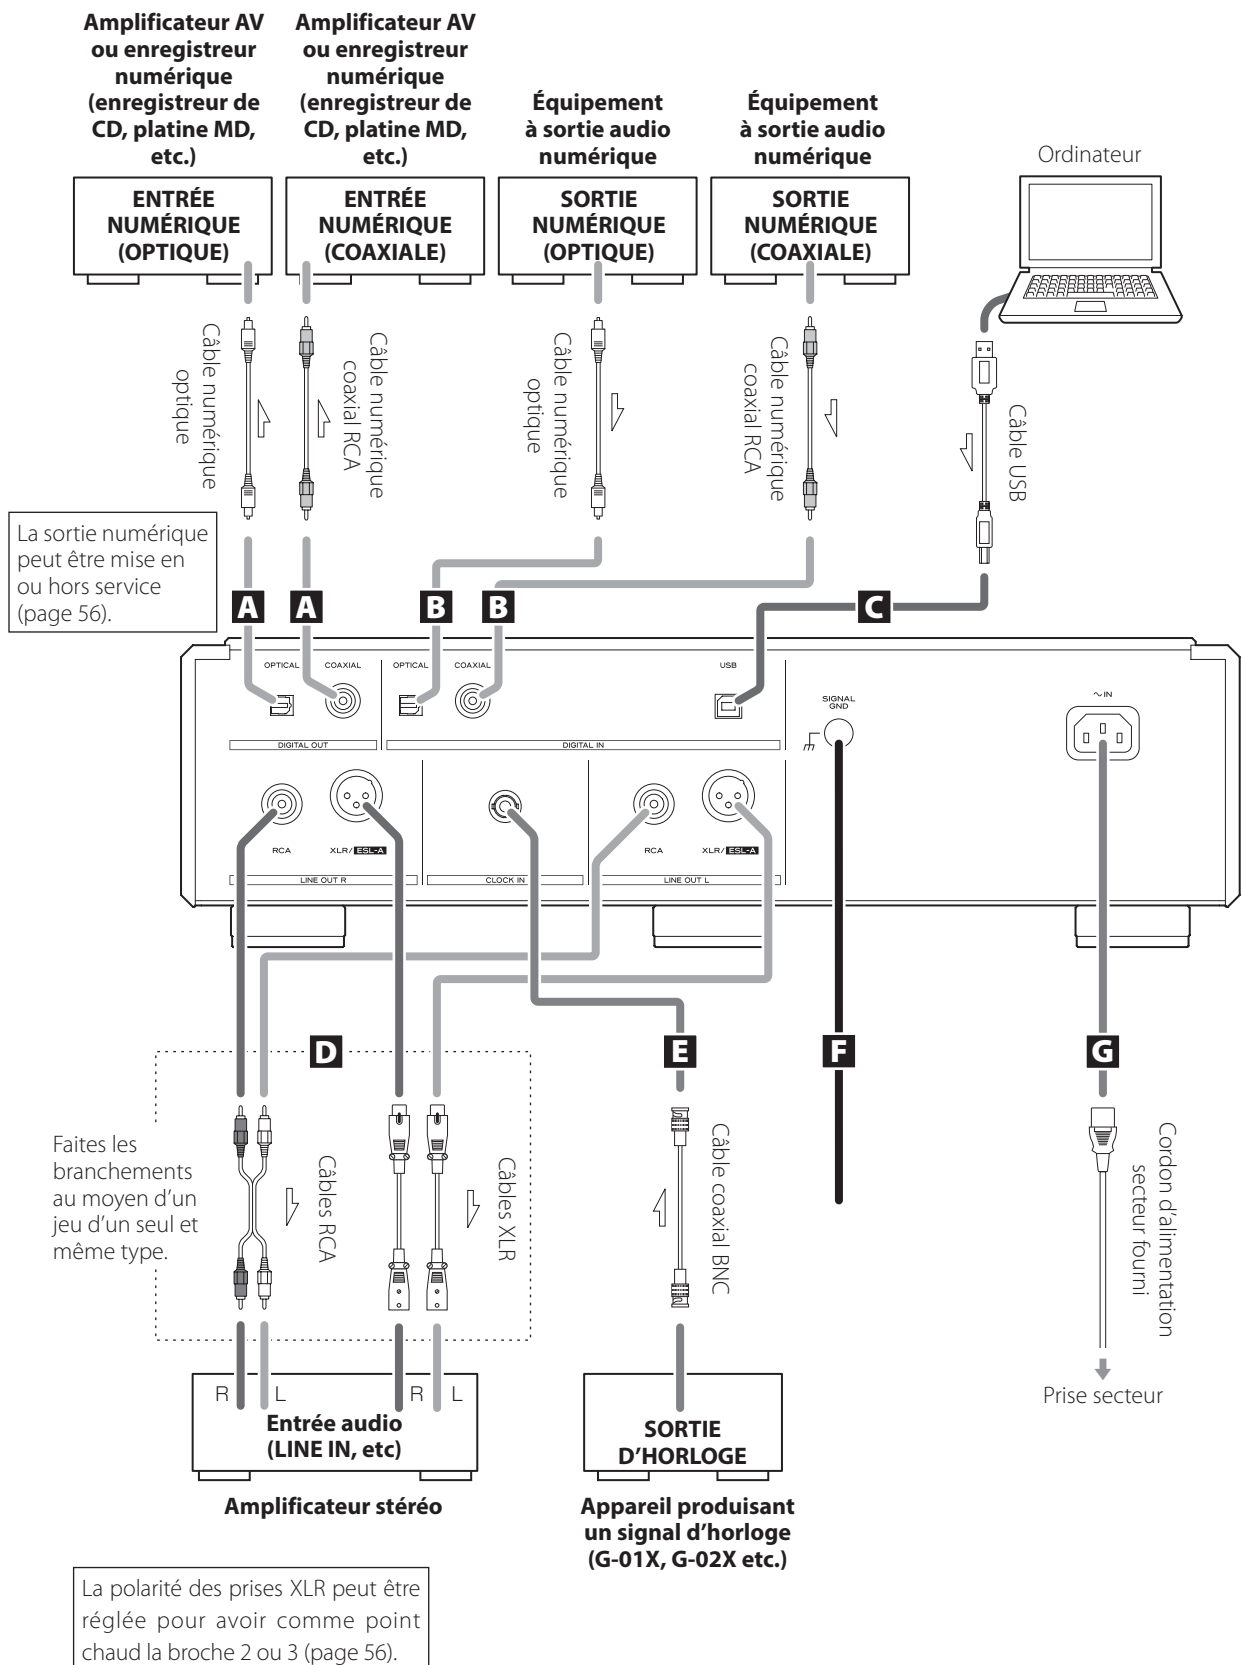 Amplificateur AV
ou enregistreur
numérique
(enregistreur de
CD, platine MD,
etc.)
Amplificateur AV
ou enregistreur
numérique
(enregistreur de
CD, platine MD,
etc.)
Équipement
à sortie audio
numérique
Équipement
à sortie audio
numérique
Ordinateur
ENTRÉE
NUMÉRIQUE
(OPTIQUE)
ENTRÉE
NUMÉRIQUE
(COAXIALE)
SORTIE
NUMÉRIQUE
(OPTIQUE)
SORTIE
NUMÉRIQUE
(COAXIALE)
Câble numérique
optique
Câble numérique
coaxial RCA
Câble numérique
optique
Câble numérique
coaxial RCA
Câble USB
La sortie numérique
peut être mise en
ou hors service
(page 56).
A
A
B
B
C
OPTICAL
COAXIAL
OPTICAL
COAXIAL
USB
SIGNAL
GND
~ IN
DIGITAL OUT
DIGITAL IN
RCA
XLR/ ESL-A
RCA
XLR/ ESL-A
LINE OUT R
CLOCK IN
LINE OUT L
D
E
F
G
Faites les
branchements
au moyen d’un
jeu d’un seul et
même type.
Câbles RCA
Câbles XLR
Câble coaxial BNC
Cordon d’alimentation
secteur fourni
Prise secteur
R
L
R
L
Entrée audio
(LINE IN, etc)
SORTIE
D’HORLOGE
Amplificateur stéréo
Appareil produisant
un signal d’horloge
(G-01X, G-02X etc.)
La polarité des prises XLR peut être
réglée pour avoir comme point
chaud la broche 2 ou 3 (page 56).